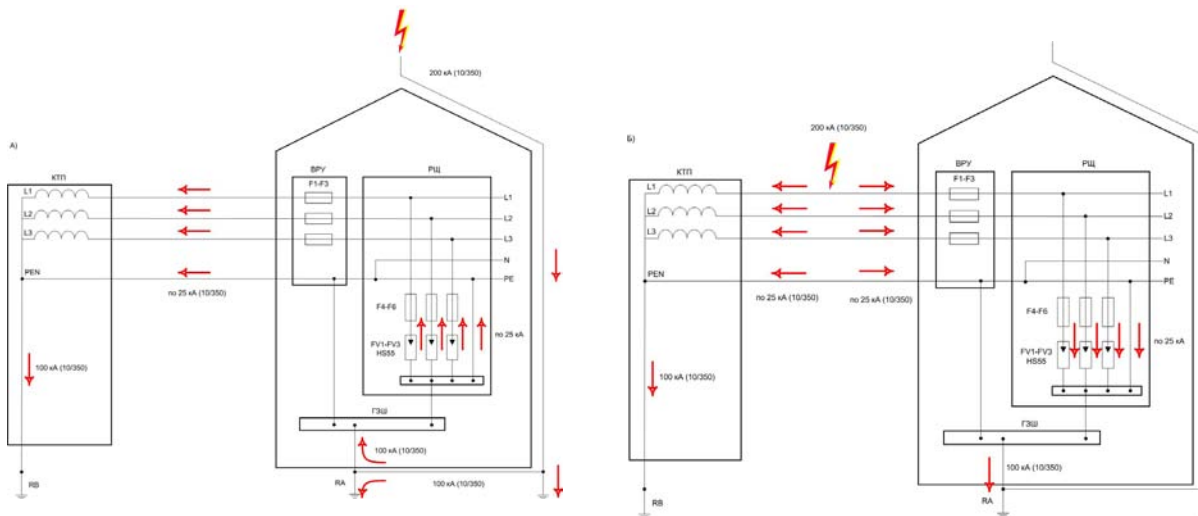 А)
200 кА (10/350)
КТП
ВРУ
F1-F3
РЩ
L1
L2
L3
PEN
L1
L2
L3
N
PE
по 25 кА (10/350)
F4-F6
FV1-FV3
HS55
по 25 кА
100 кА (10/350)
ГЗШ
100 кА (10/350)
RB
RA
100 кА (10/350)
Б)
200 кА (10/350)
КТП
ВРУ
F1-F3
РЩ
L1
L2
L3
PEN
L1
L2
L3
N
PE
по 25 кА (10/350)
по 25 кА (10/350)
F4-F6
FV1-FV3
HS55
по 25 кА
100 кА (10/350)
ГЗШ
100 кА (10/350)
RB
RA